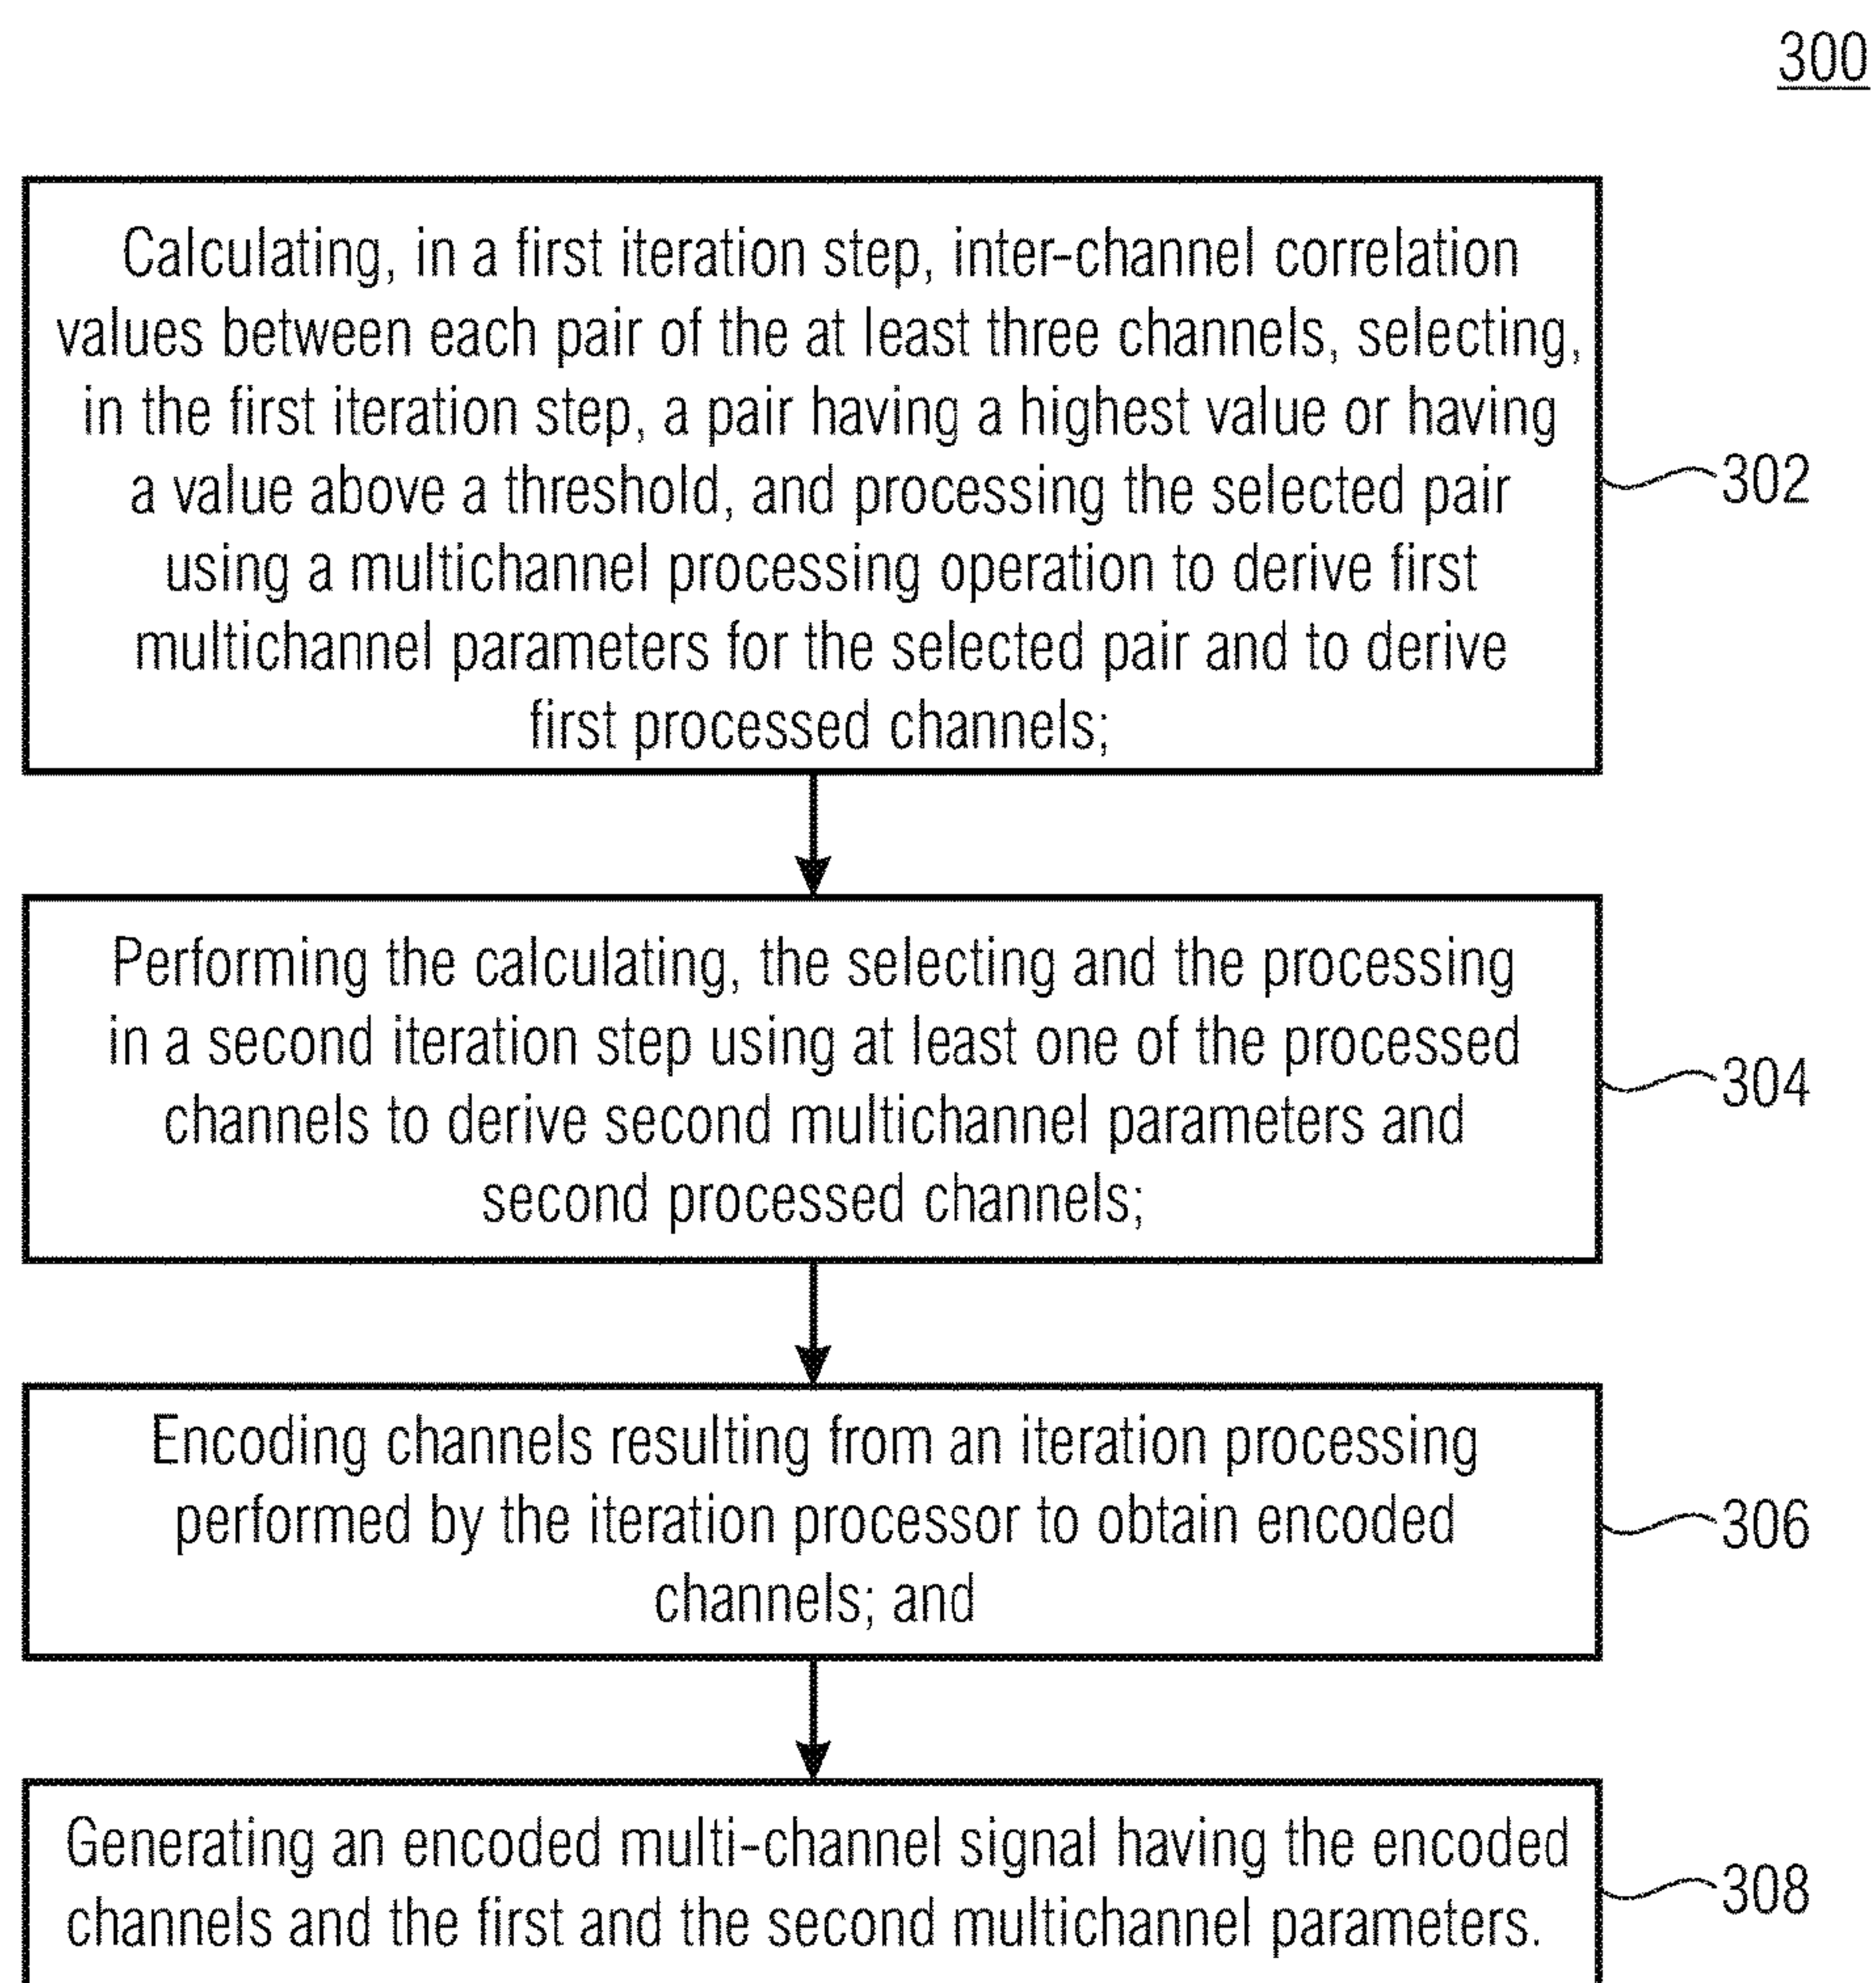 300
Calculating, in a first iteration step, inter-channel correlation
values between each pair of the at least three channels, selecting,
in the first iteration step, a pair having a highest value or having
a value above a threshold, and processing the selected pair
using a multichannel processing operation to derive first
multichannel parameters for the selected pair and to derive
first processed channels;
302
Performing the calculating, the selecting and the processing
in a second iteration step using at least one of the processed
channels to derive second multichannel parameters and
second processed channels;
304
Encoding channels resulting from an iteration processing
performed by the iteration processor to obtain encoded
channels; and
306
Generating an encoded multi-channel signal having the encoded
channels and the first and the second multichannel parameters.
308